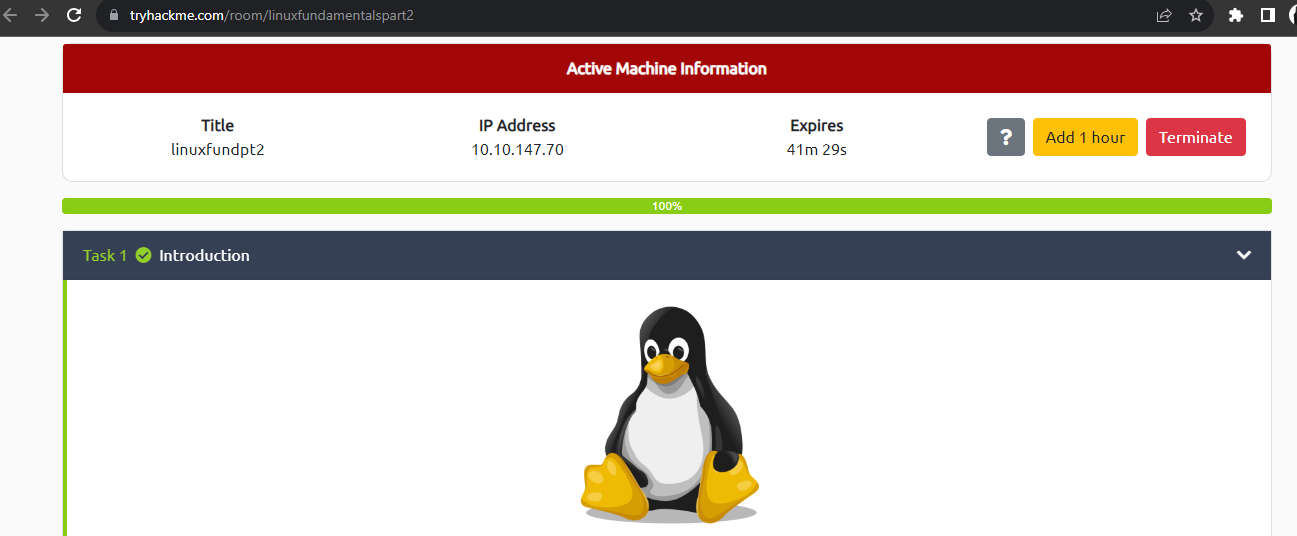 tryhackme.com/room/linuxfundamentalspart2
Active Machine Information
Title IP Address Expires
linuxfundpt2 10.10.147.70 41m 29s
? Add 1 hour Terminate
100%
Task 1 Introduction